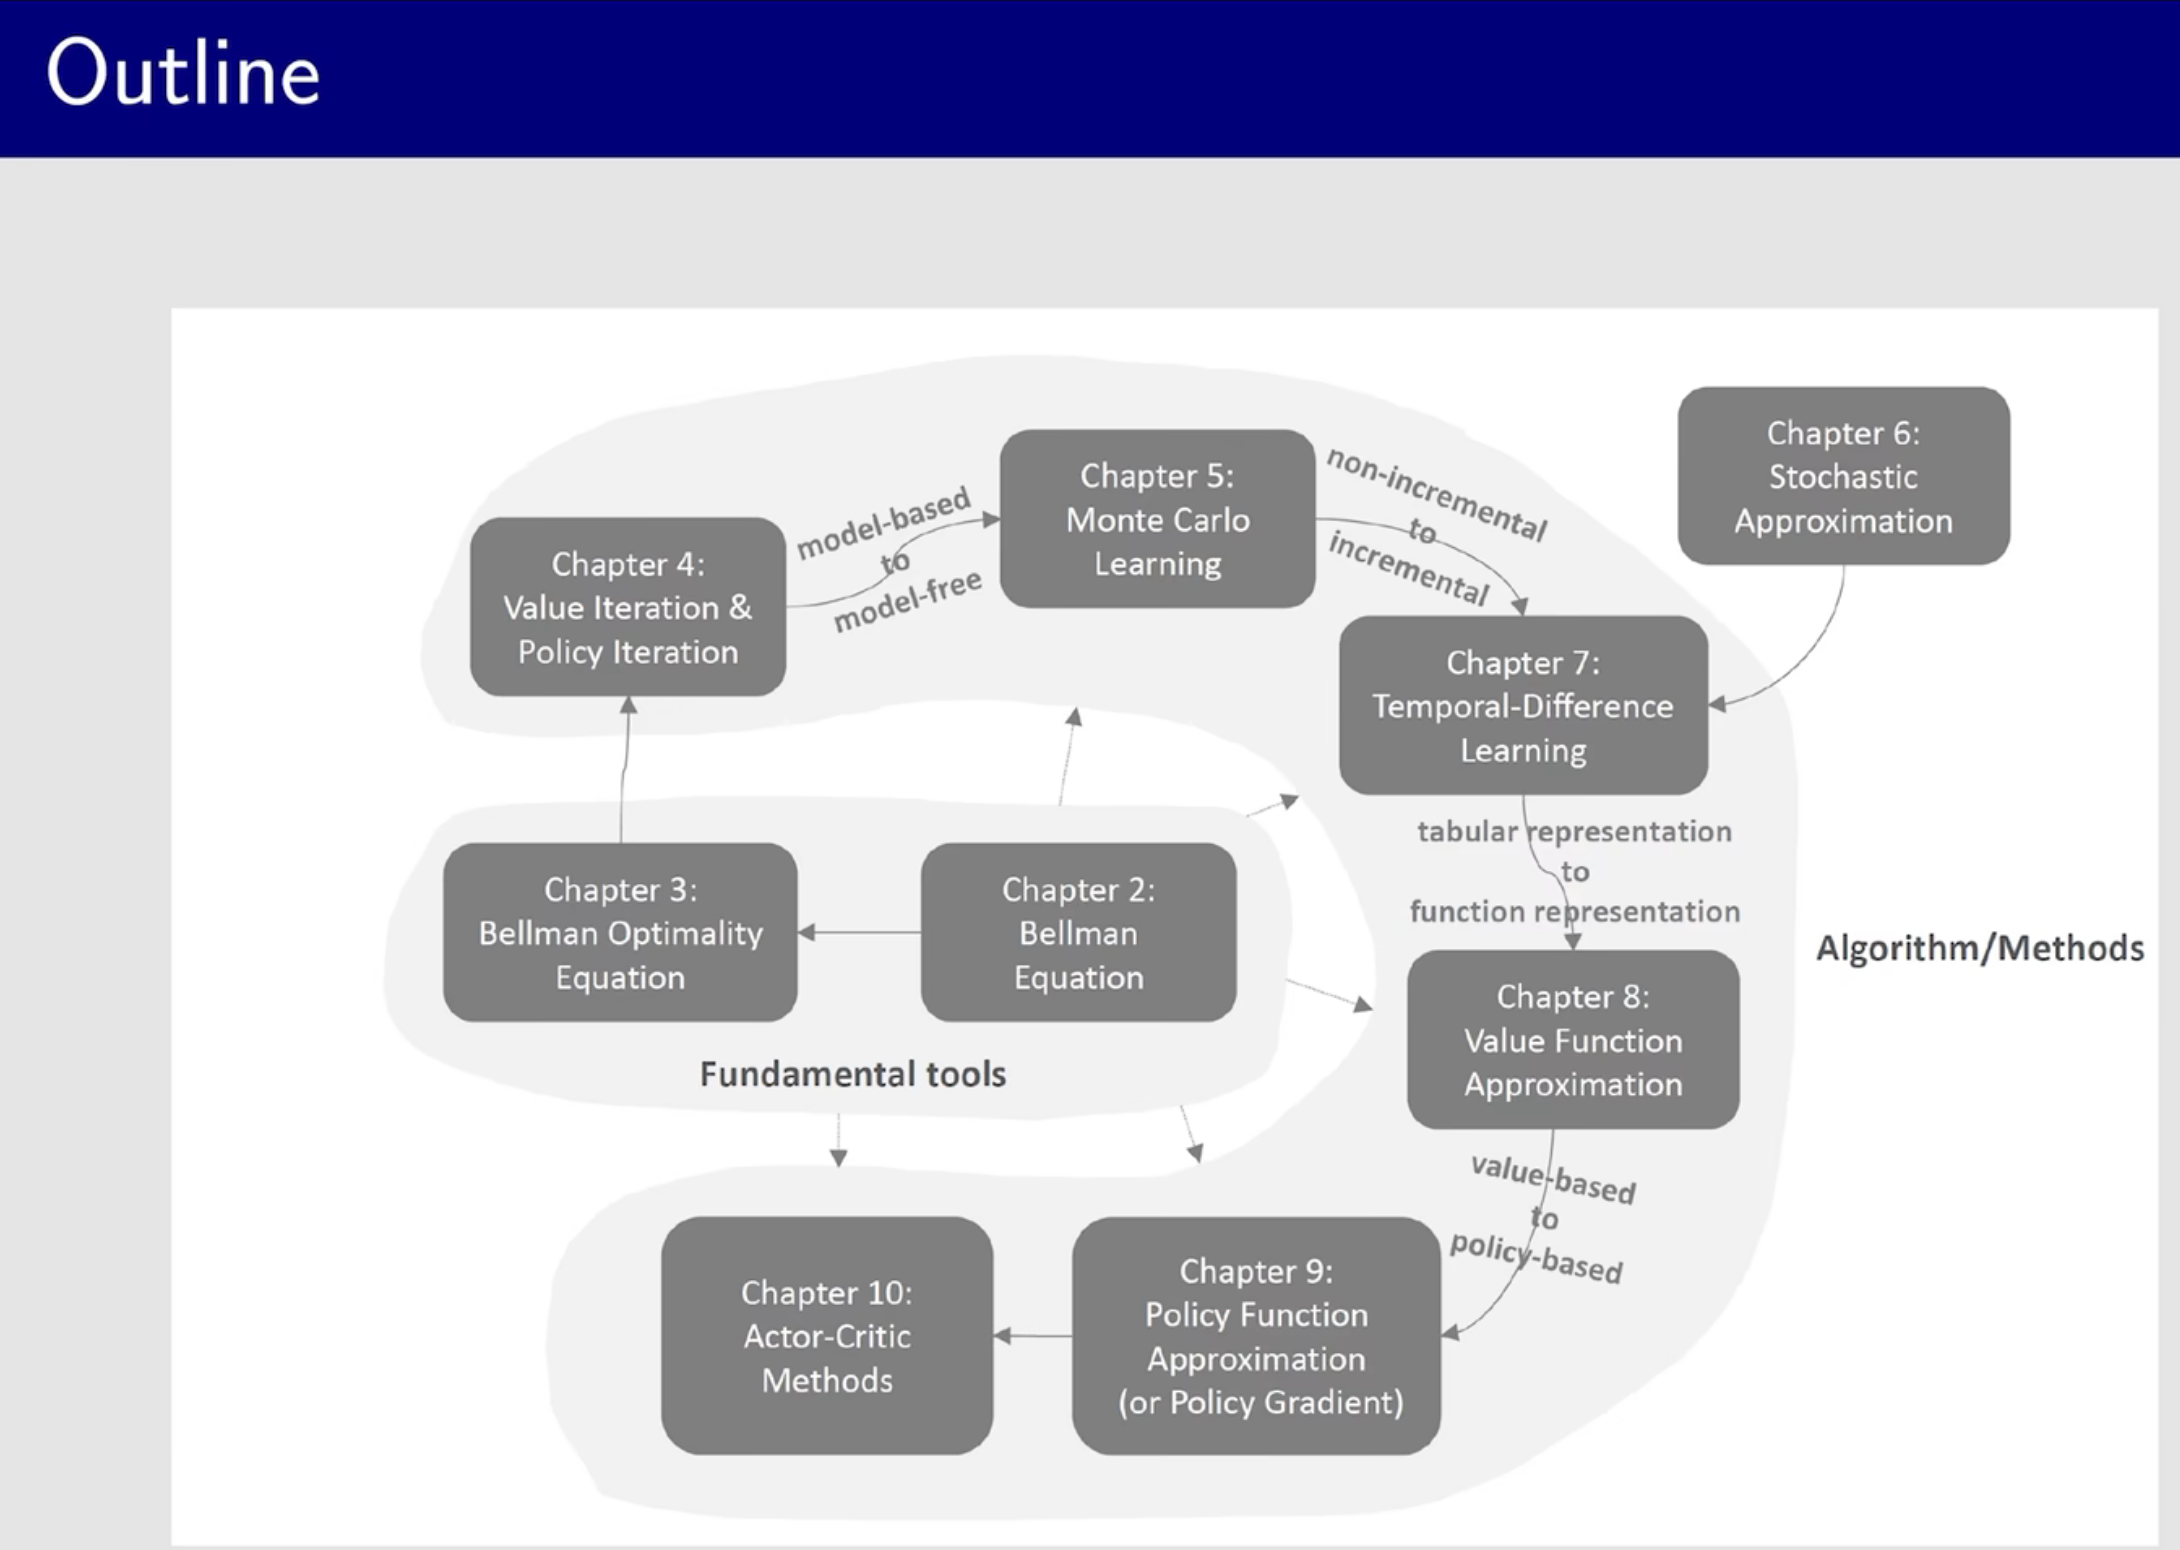 Outline
Chapter 4:
Value Iteration &
Policy Iteration
model-based
to
model-free
Chapter 5:
Monte Carlo
Learning
non-incremental
to
incremental
Chapter 6:
Stochastic
Approximation
Chapter 7:
Temporal-Difference
Learning
tabular representation
to
function representation
Chapter 3:
Bellman Optimality
Equation
Chapter 2:
Bellman
Equation
Fundamental tools
Algorithm/Methods
Chapter 8:
Value Function
Approximation
value-based
to
policy-based
Chapter 9:
Policy Function
Approximation
(or Policy Gradient)
Chapter 10:
Actor-Critic
Methods